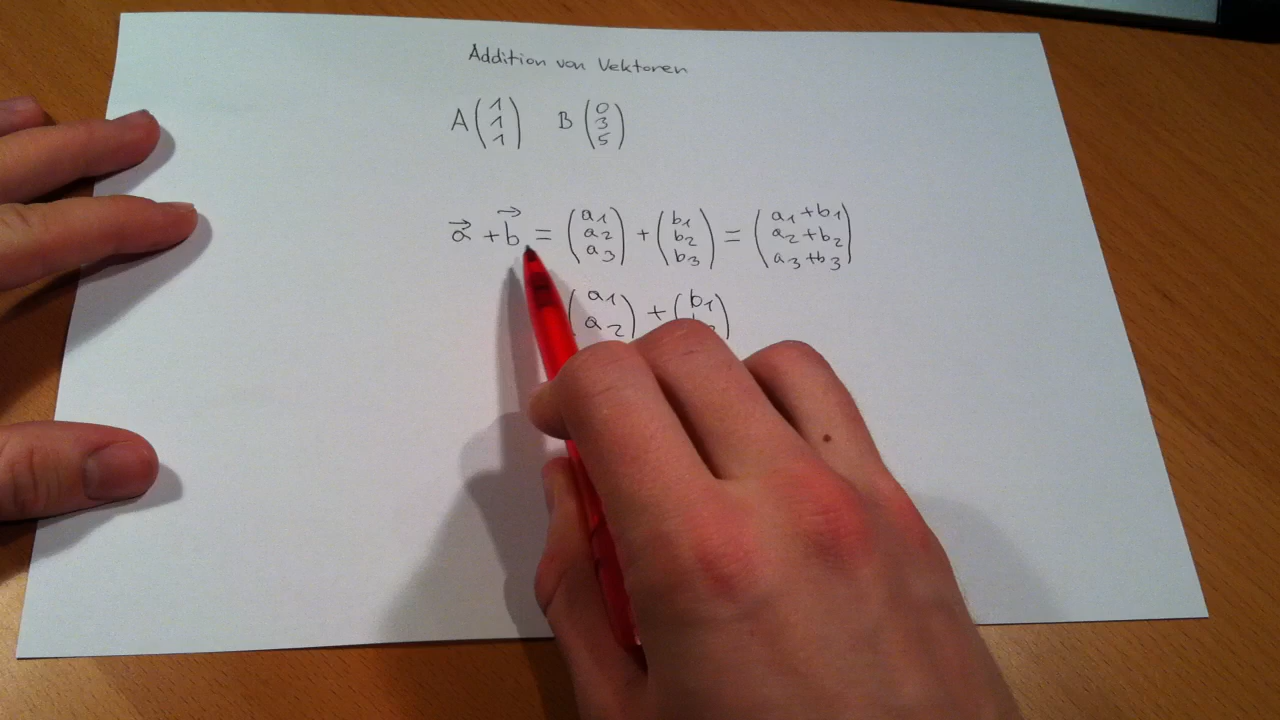 Addition von Vektoren
A (1 1 1) B (0 3 5)
a⃗ + b⃗ = (a1 a2 a3) + (b1 b2 b3) = (a1+b1 a2+b2 a3+b3)
(a1 a2) + (b1